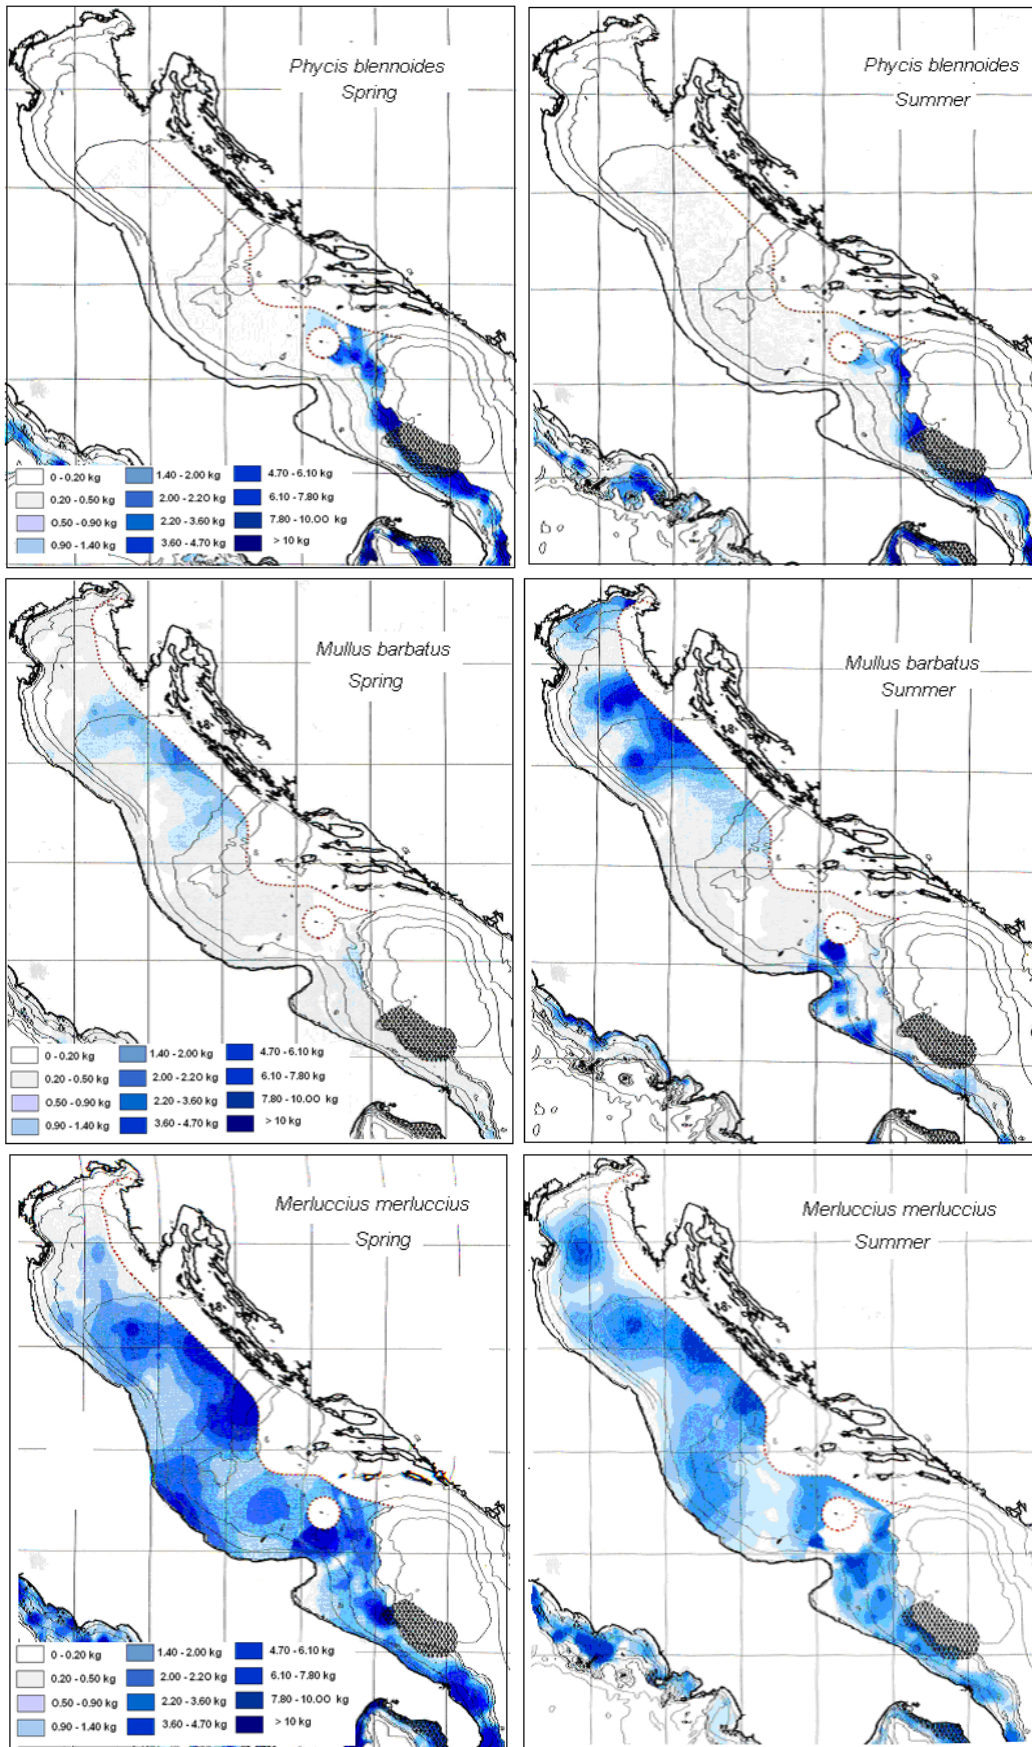 Phycis blennoides
Spring
Phycis blennoides
Summer
0 - 0.20 kg
0.20 - 0.50 kg
0.50 - 0.90 kg
0.90 - 1.40 kg
1.40 - 2.00 kg
2.00 - 2.20 kg
2.20 - 3.60 kg
3.60 - 4.70 kg
4.70 - 6.10 kg
6.10 - 7.80 kg
7.80 - 10.00 kg
> 10 kg
Mullus barbatus
Spring
Mullus barbatus
Summer
0 - 0.20 kg
0.20 - 0.50 kg
0.50 - 0.90 kg
0.90 - 1.40 kg
1.40 - 2.00 kg
2.00 - 2.20 kg
2.20 - 3.60 kg
3.60 - 4.70 kg
4.70 - 6.10 kg
6.10 - 7.80 kg
7.80 - 10.00 kg
> 10 kg
Merluccius merluccius
Spring
Merluccius merluccius
Summer
0 - 0.20 kg
0.20 - 0.50 kg
0.50 - 0.90 kg
0.90 - 1.40 kg
1.40 - 2.00 kg
2.00 - 2.20 kg
2.20 - 3.60 kg
3.60 - 4.70 kg
4.70 - 6.10 kg
6.10 - 7.80 kg
7.80 - 10.00 kg
> 10 kg